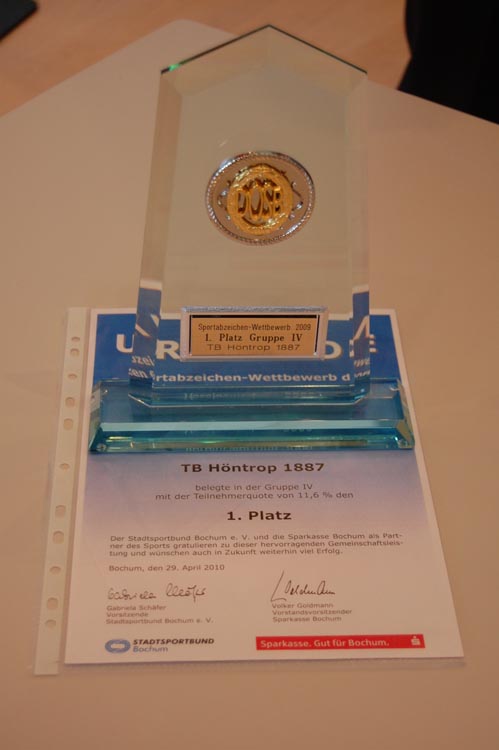 DOSB
Sportabzeichen-Wettbewerb. 2009
1. Platz Gruppe IV
TB Höntrop 1887
ortabzeichen-Wettbewerb d
TB Höntrop 1887
belegte in der Gruppe IV
mit der Teilnehmerquote von 11,6 % den
1. Platz
Der Stadtsportbund Bochum e. V. und die Sparkasse Bochum als Part-
ner des Sports gratulieren zu dieser hervorragenden Gemeinschaftsleis-
tung und wünschen auch in Zukunft weiterhin viel Erfolg.
Bochum, den 29. April 2010
Gabriela Schäfer
Vorsitzende
Stadtsportbund Bochum e. V.
Volker Goldmann
Vorstandsvorsitzender
Sparkasse Bochum
STADTSPORTBUND
Bochum
Sparkasse. Gut für Bochum.